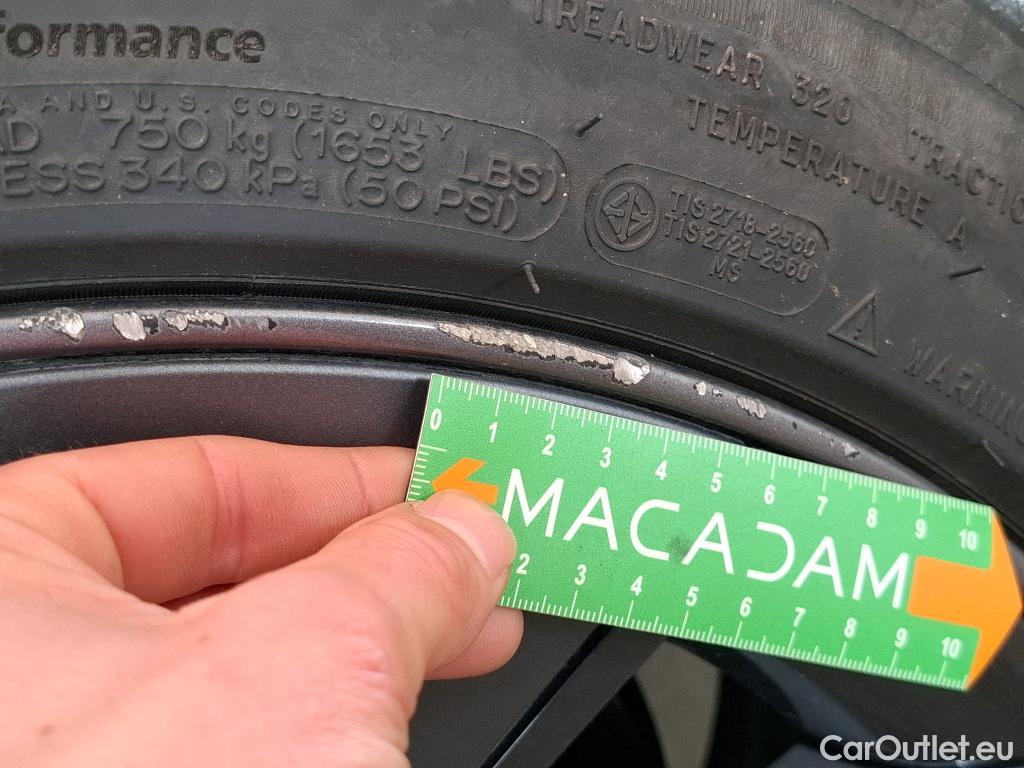 formance
TREADWEAR 320
TRACTIO
TEMPERATURE A
A AND U.S. CODES ONLY
AD 750 kg (1653 LBS)
ESS 340 kPa (50 PSI)
TIS 2718-2560
TIS 2721-2560
MS
WARNING
0 1 2 3 4 5 6 7 8 9 10
MACADAM
2 3 4 5 6 7 8 9 10
CarOutlet.eu